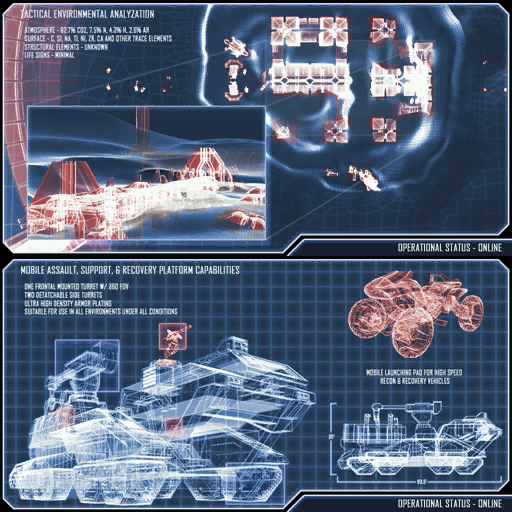 TACTICAL ENVIRONMENTAL ANALYZATION
ATMOSPHERE - 82.7% CO2, 7.5% N, 4.3% H, 2.6% AR
SURFACE - C, SI, NA, TI, NI, ZR, CA AND OTHER TRACE ELEMENTS
STRUCTURAL ELEMENTS - UNKNOWN
LIFE SIGNS - MINIMAL
OPERATIONAL STATUS - ONLINE
MOBILE ASSAULT, SUPPORT, & RECOVERY PLATFORM CAPABILITIES
ONE FRONTAL MOUNTED TURRET W/ 260 FOV
TWO DETATCHABLE SIDE TURRETS
ULTRA HIGH DENSITY ARMOR PLATING
SUITABLE FOR USE IN ALL ENVIRONMENTS UNDER ALL CONDITIONS
MOBILE LAUNCHING PAD FOR HIGH SPEED
RECON & RECOVERY VEHICLES
OPERATIONAL STATUS - ONLINE